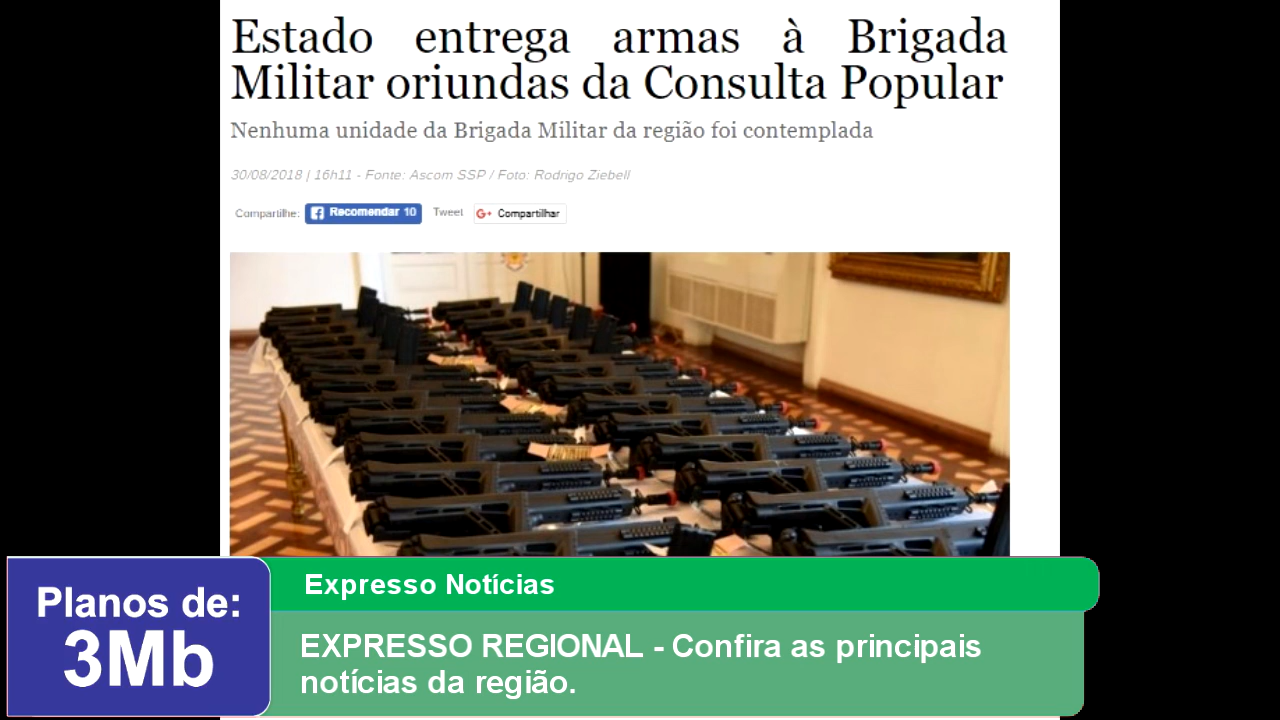 Estado entrega armas à Brigada
Militar oriundas da Consulta Popular
Nenhuma unidade da Brigada Militar da região foi contemplada
30/08/2018 | 16h11 - Fonte: Ascom SSP / Foto: Rodrigo Ziebell
Compartilhe: Recomendar 10 Tweet G+ Compartilhar
Planos de:
3Mb
Expresso Notícias
EXPRESSO REGIONAL - Confira as principais
notícias da região.